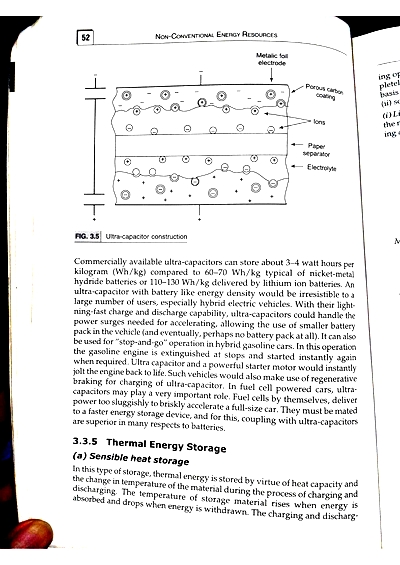 52
NON-CONVENTIONAL ENERGY RESOURCES
Metalic foil
electrode
Porous carbon
coating
Ions
Paper
separator
Electrolyte
FIG. 3.5 Ultra-capacitor construction
Commercially available ultra-capacitors can store about 3–4 watt hours per
kilogram (Wh/kg) compared to 60–70 Wh/kg typical of nicket-metal
hydride batteries or 110–130 Wh/kg delivered by lithium ion batteries. An
ultra-capacitor with battery like energy density would be irresistible to a
large number of users, especially hybrid electric vehicles. With their light-
ning-fast charge and discharge capability, ultra-capacitors could handle the
power surges needed for accelerating, allowing the use of smaller battery
pack in the vehicle (and eventually, perhaps no battery pack at all). It can also
be used for "stop-and-go" operation in hybrid gasoline cars. In this operation
the gasoline engine is extinguished at stops and started instantly again
when required. Ultra capacitor and a powerful starter motor would instantly
jolt the engine back to life. Such vehicles would also make use of regenerative
braking for charging of ultra-capacitor. In fuel cell powered cars, ultra-
capacitors may play a very important role. Fuel cells by themselves, deliver
power too sluggishly to briskly accelerate a full-size car. They must be mated
to a faster energy storage device, and for this, coupling with ultra-capacitors
are superior in many respects to batteries.
3.3.5 Thermal Energy Storage
(a) Sensible heat storage
In this type of storage, thermal energy is stored by virtue of heat capacity and
the change in temperature of the material during the process of charging and
discharging. The temperature of storage material rises when energy is
absorbed and drops when energy is withdrawn. The charging and discharg-
ing op
pletel
basis
(ii) s
(i) Li
the r
ing